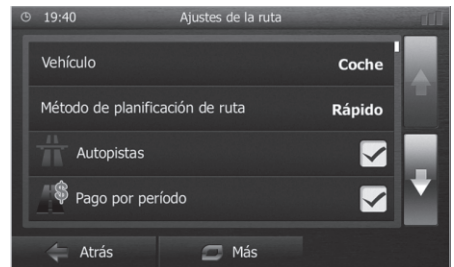 19:40 Ajustes de la ruta
Vehículo Coche
Método de planificación de ruta Rápido
Autopistas
$ Pago por período
Atrás Más